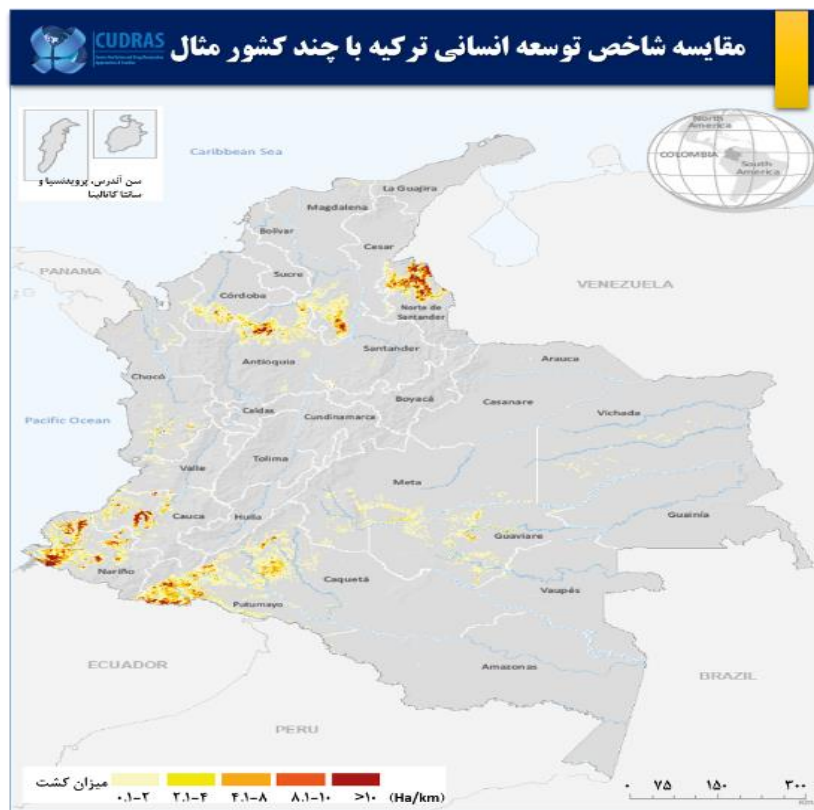 CUDRAS
مقایسه شاخص توسعه انسانی ترکیه با چند کشور مثال
سن آندرس، پرویدنسیا و
سانتا کاتالینا
Caribbean Sea
North
America
COLOMBIA
South
America
La Guajira
Magdalena
Bolívar
Cesar
PANAMA
Sucre
VENEZUELA
Córdoba
Norte de
Santander
Santander
Antioquia
Arauca
Chocó
Boyacá
Casanare
Caldas
Cundinamarca
Vichada
Pacific Ocean
Tolima
Valle
Meta
Cauca
Huila
Guainía
Guaviare
Nariño
Caquetá
Vaupés
Putumayo
ECUADOR
Amazonas
BRAZIL
PERU
میزان کشت
۰.۱-۲ ۲.۱-۴ ۴.۱-۸ ۸.۱-۱۰ >۱۰ (Ha/km)
۰ ۷۵ ۱۵۰ ۳۰۰
Km